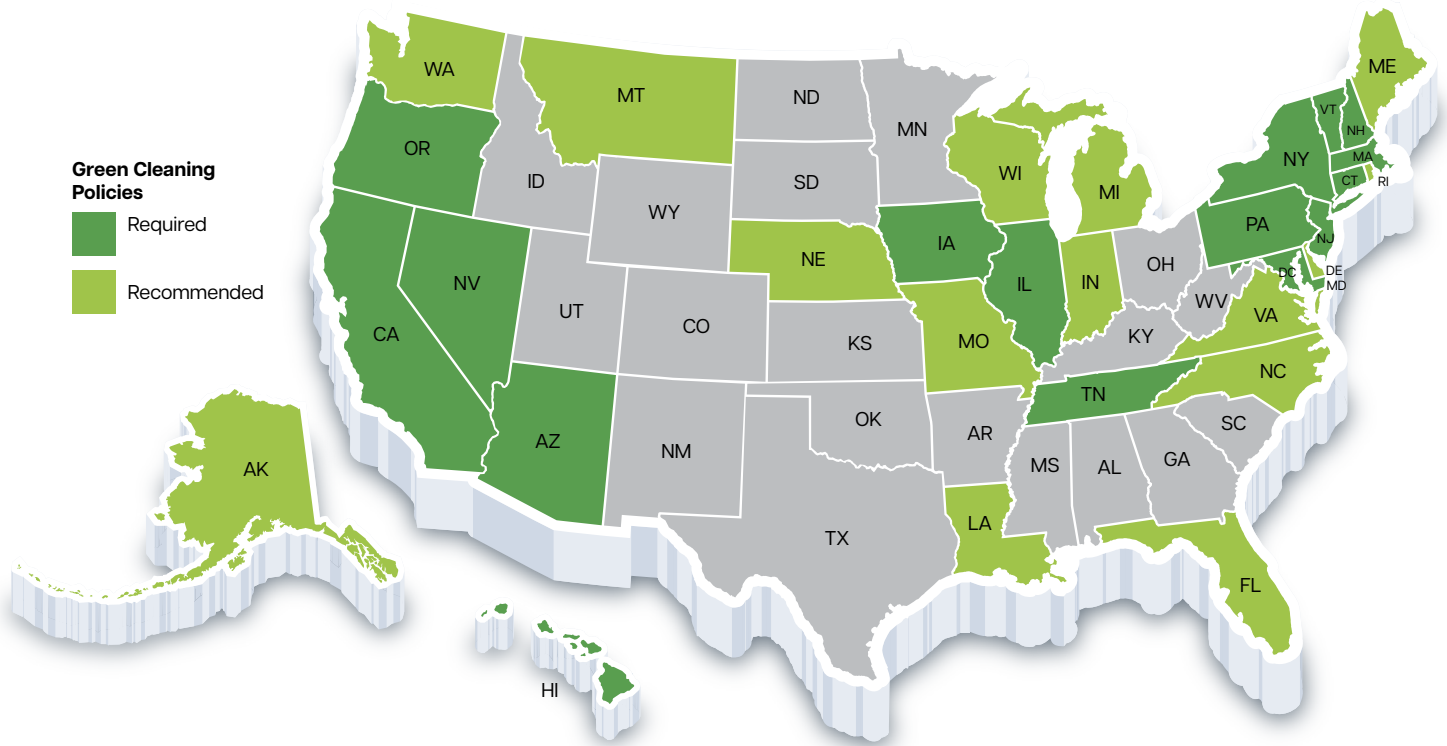 Green Cleaning
Policies
Required
Recommended
WA
MT
ND
MN
ME
VT
NH
OR
ID
SD
WI
MI
NY
MA
CT
RI
WY
PA
NJ
NV
NE
IA
IL
IN
OH
DC
DE
MD
CA
UT
CO
KS
MO
KY
WV
VA
NC
TN
AZ
NM
OK
AR
MS
AL
GA
SC
AK
TX
LA
FL
HI